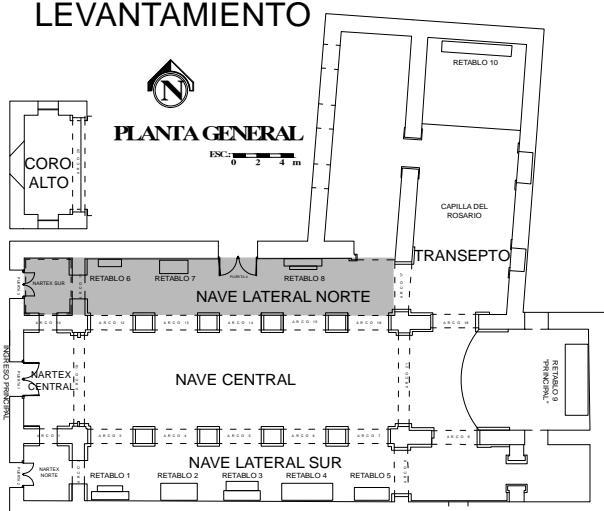 LEVANTAMIENTO
N
PLANTA GENERAL
ESC.:
0 2 4 m
RETABLO 10
CORO
ALTO
CAPILLA DEL
ROSARIO
TRANSEPTO
NARTEX SUR
RETABLO 6
RETABLO 7
RETABLO 8
NAVE LATERAL NORTE
INGRESO PRINCIPAL
NARTEX
CENTRAL
NAVE CENTRAL
RETABLO 9
"PRINCIPAL"
NARTEX
NORTE
NAVE LATERAL SUR
RETABLO 1
RETABLO 2
RETABLO 3
RETABLO 4
RETABLO 5